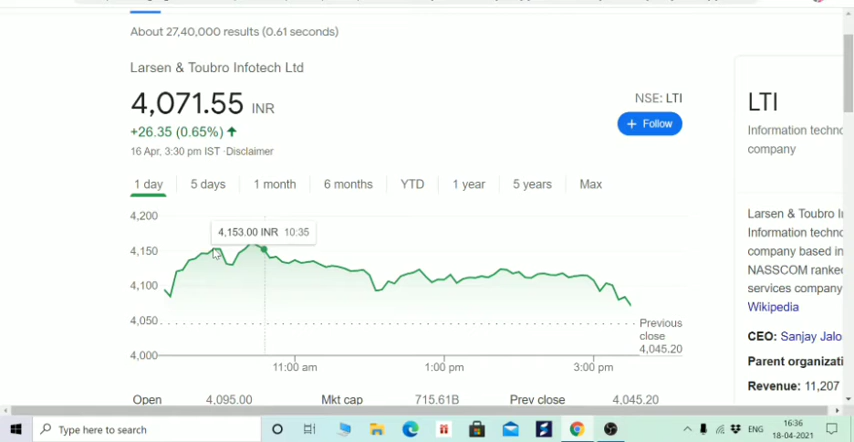 About 27,40,000 results (0.61 seconds)
Larsen & Toubro Infotech Ltd
4,071.55 INR
+26.35 (0.65%)
16 Apr, 3:30 pm IST · Disclaimer
NSE: LTI
+ Follow
1 day 5 days 1 month 6 months YTD 1 year 5 years Max
4,153.00 INR 10:35
4,200
4,150
4,100
4,050
4,000
Previous
close
4,045.20
11:00 am 1:00 pm 3:00 pm
Open 4,095.00 Mkt cap 715.61B Prev close 4,045.20
LTI
Information
company
Larsen & Toubro
Information
company based
NASSCOM
services company
Wikipedia
CEO: Sanjay
Parent
Revenue: 11,207
Type here to search
ENG
16:36
18-04-2021